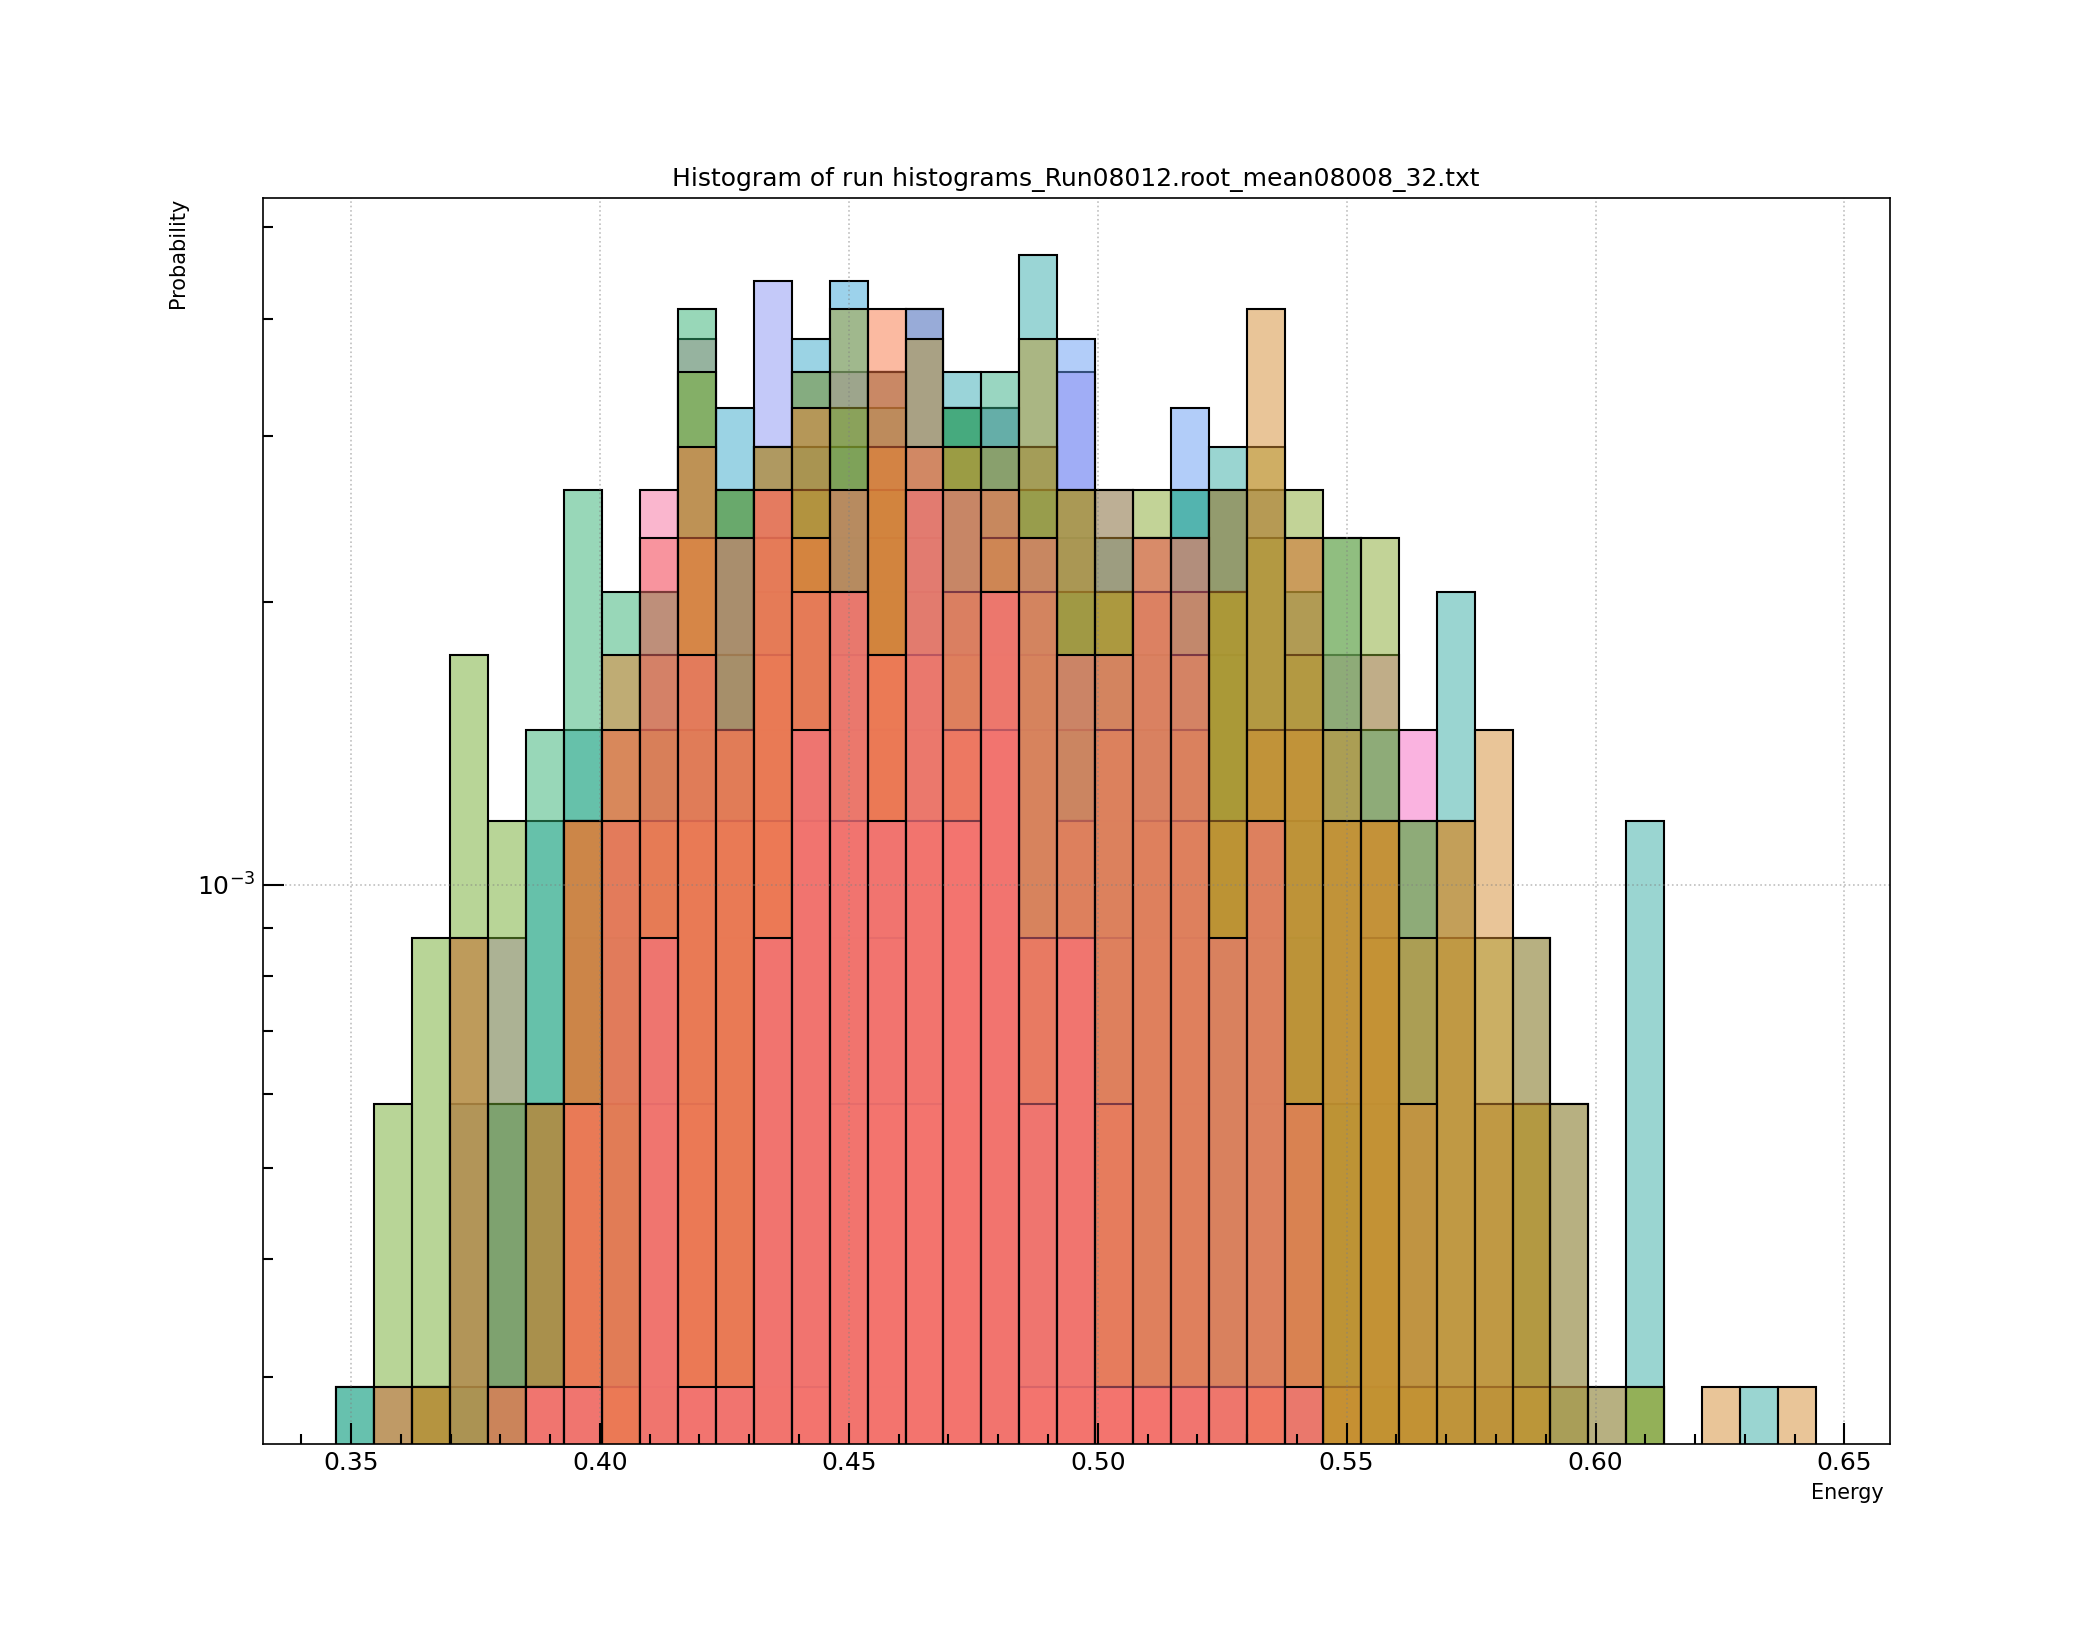 Histogram of run histograms_Run08012.root_mean08008_32.txt
Probability
10⁻³
0.35 0.40 0.45 0.50 0.55 0.60 0.65
Energy